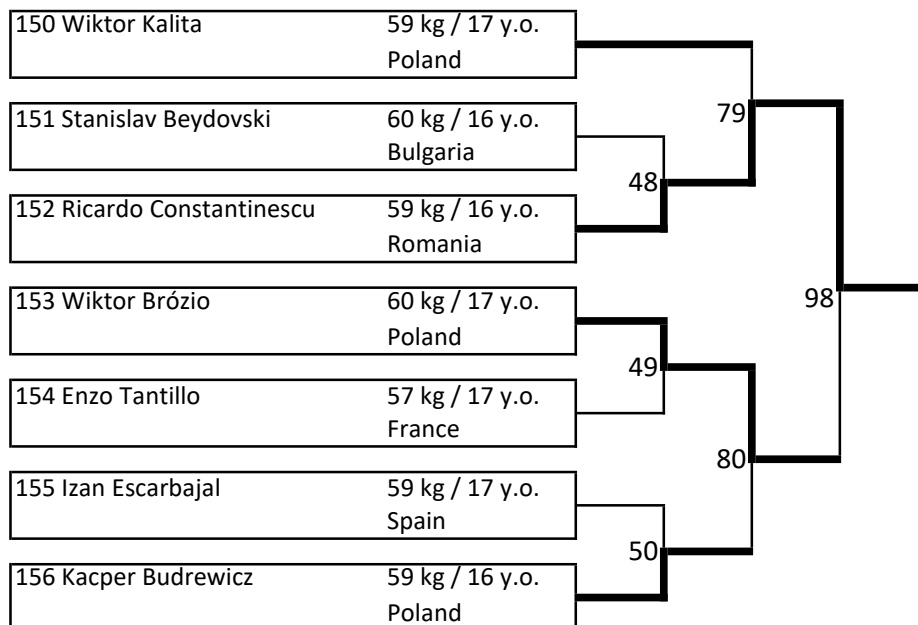 150 Wiktor Kalita 59 kg / 17 y.o.
Poland
79
151 Stanislav Beydovski 60 kg / 16 y.o.
Bulgaria
48
152 Ricardo Constantinescu 59 kg / 16 y.o.
Romania
98
153 Wiktor Brózio 60 kg / 17 y.o.
Poland
49
154 Enzo Tantillo 57 kg / 17 y.o.
France
80
155 Izan Escarbajal 59 kg / 17 y.o.
Spain
50
156 Kacper Budrewicz 59 kg / 16 y.o.
Poland